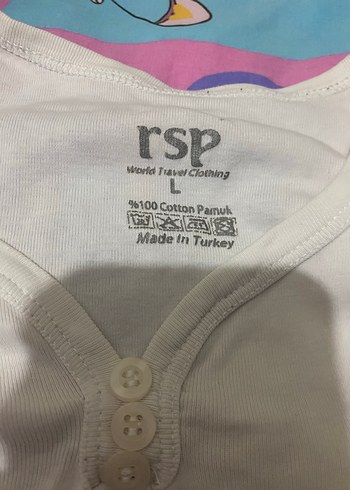 rsp
World Travel Clothing
L
%100 Cotton Pamuk
Made In Turkey